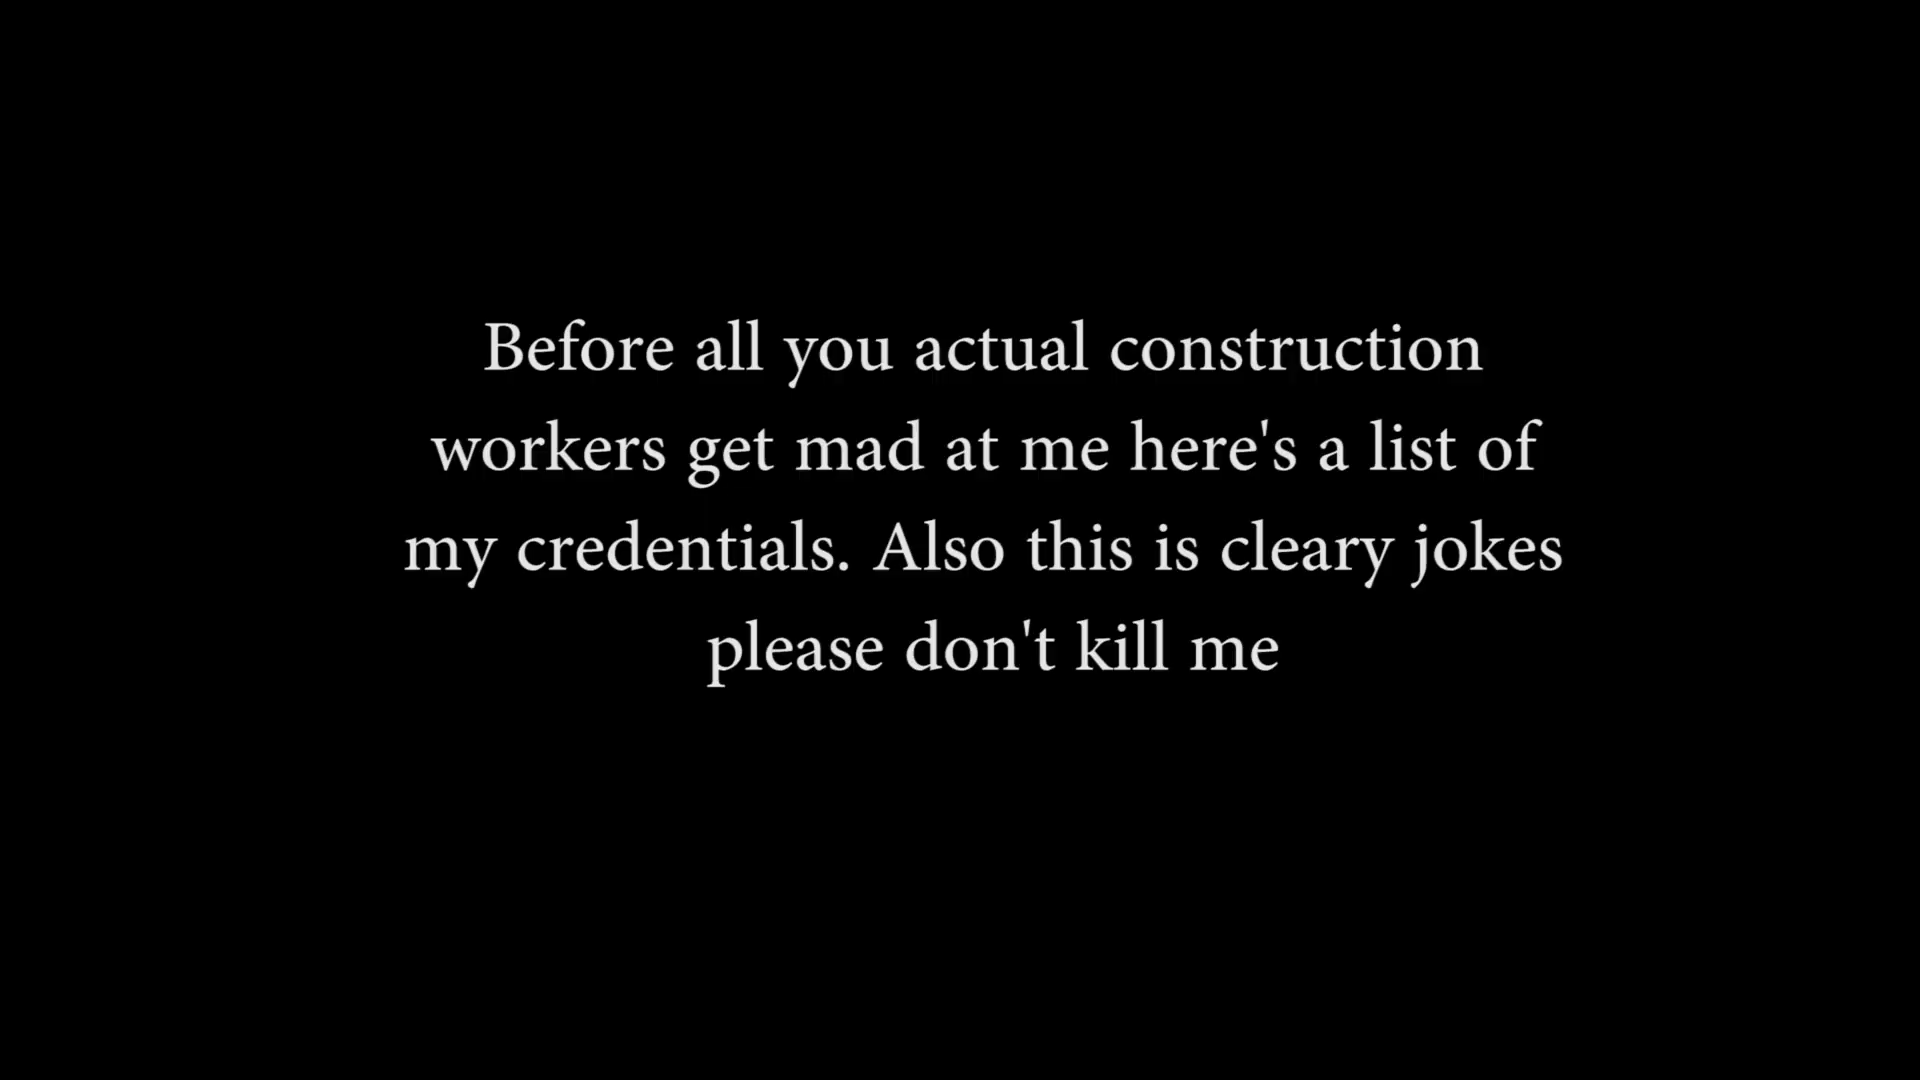 Before all you actual construction
workers get mad at me here's a list of
my credentials. Also this is cleary jokes
please don't kill me